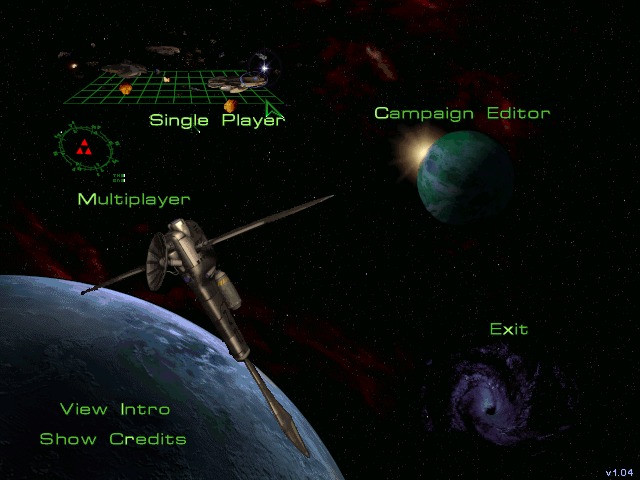 Single Player
Campaign Editor
Multiplayer
Exit
View Intro
Show Credits
v1.04